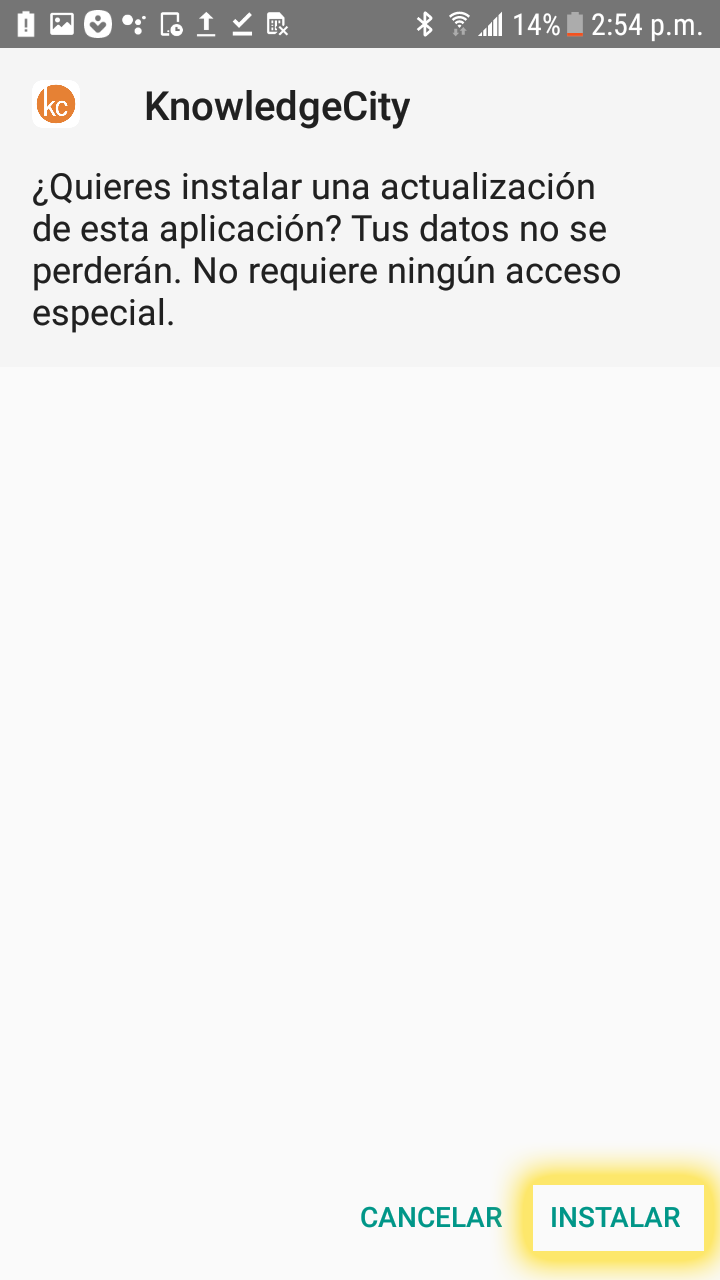 14% 2:54 p.m.
kc KnowledgeCity
¿Quieres instalar una actualización
de esta aplicación? Tus datos no se
perderán. No requiere ningún acceso
especial.
CANCELAR INSTALAR